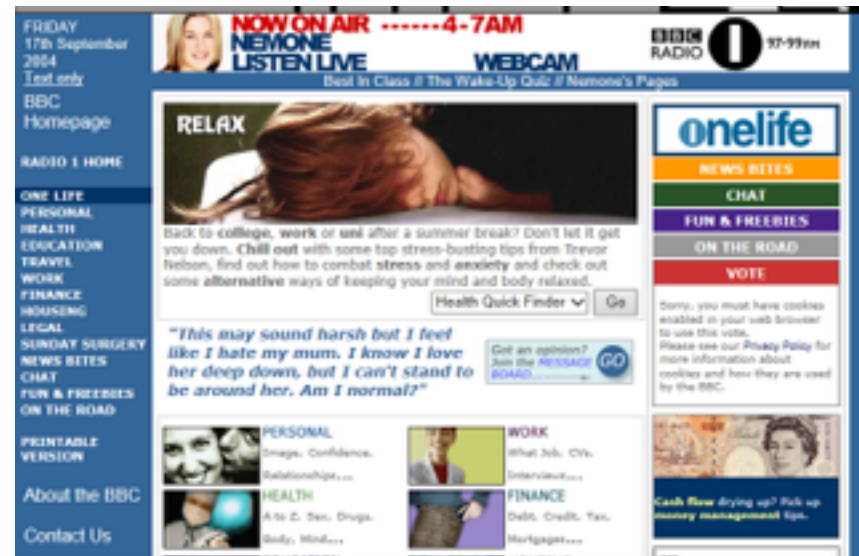 FRIDAY
17th September
2004
Text only
BBC
Homepage
RADIO 1 HOME
ONE LIFE
PERSONAL
HEALTH
EDUCATION
TRAVEL
WORK
FINANCE
HOUSING
LEGAL
SUNDAY SURGERY
NEWS BITES
CHAT
FUN & FREEBIES
ON THE ROAD
PRINTABLE
VERSION
About the BBC
Contact Us
NOW ON AIR ------4-7AM
NEMONE
LISTEN LIVE WEBCAM
BBC
RADIO 1 97-99FM
Best In Class // The Wake-Up Quiz // Nemone's Pages
RELAX
Back to college, work or uni after a summer break? Don't let it get
you down. Chill out with some top stress-busting tips from Trevor
Nelson, find out how to combat stress and anxiety and check out
some alternative ways of keeping your mind and body relaxed.
Health Quick Finder Go
"This may sound harsh but I feel
like I hate my mum. I know I love
her deep down, but I can't stand to
be around her. Am I normal?"
Got an opinion?
Join the MESSAGE
BOARD
GO
PERSONAL
Image. Confidence.
Relationships...
WORK
What Job. CVs.
Interviews...
HEALTH
A to Z. Sex. Drugs.
Body. Mind...
FINANCE
Debt. Credit. Tax.
Mortgages...
onelife
NEWS BITES
CHAT
FUN & FREEBIES
ON THE ROAD
VOTE
Sorry, you must have cookies
enabled in your web browser
to use this vote.
Please see our Privacy Policy for
more information about
cookies and how they are used
by the BBC.
Cash flow drying up? Pick up
money management tips.